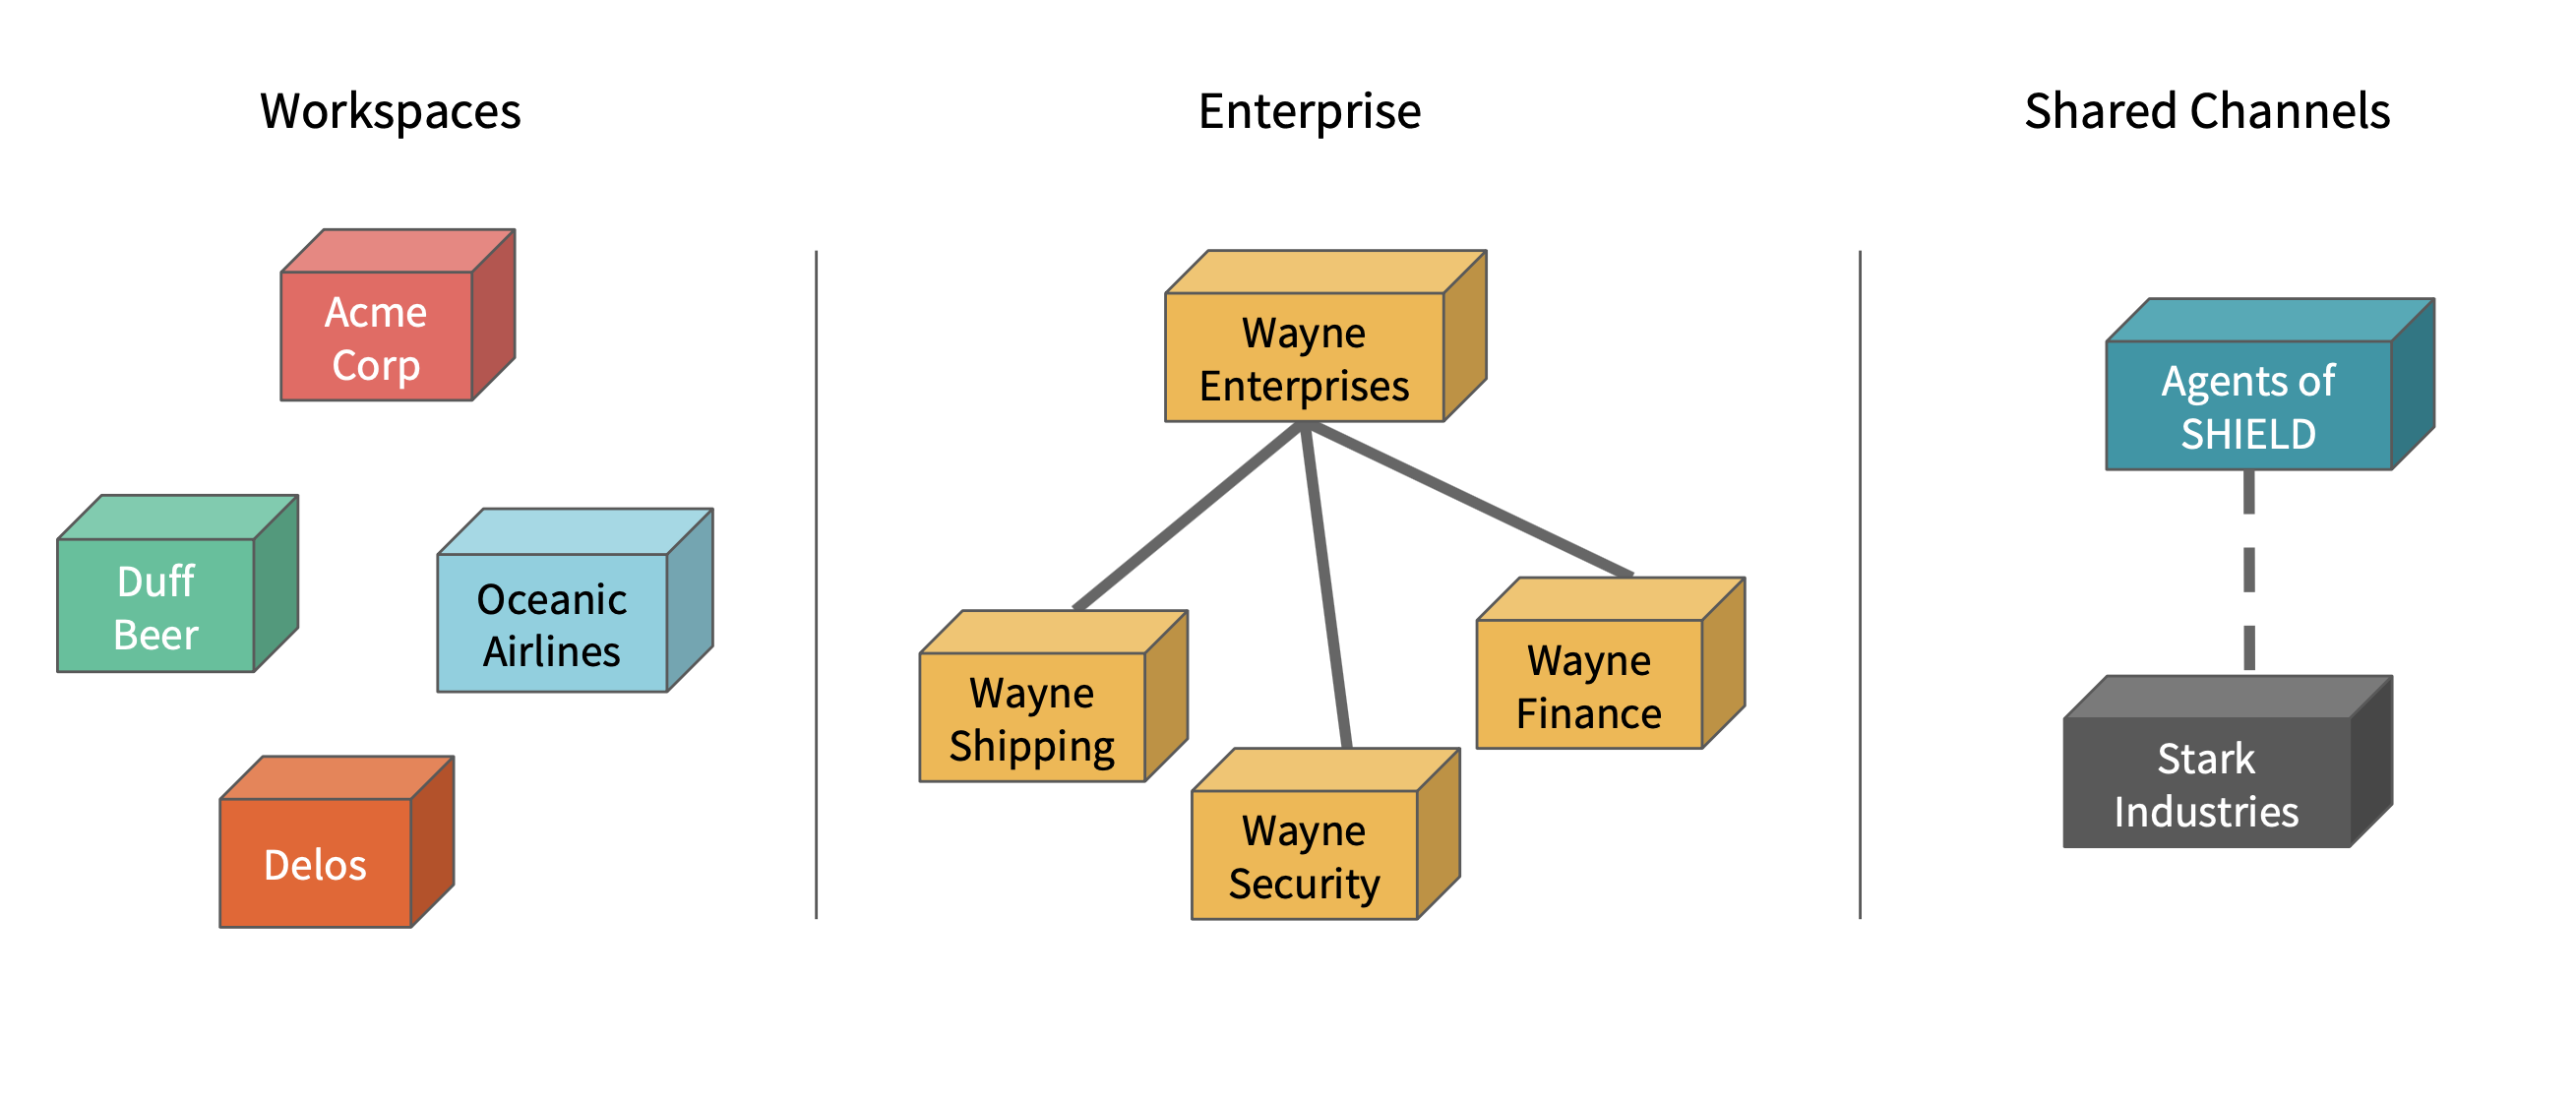 Workspaces
Acme
Corp
Duff
Beer
Oceanic
Airlines
Delos
Enterprise
Wayne
Enterprises
Wayne
Shipping
Wayne
Security
Wayne
Finance
Shared Channels
Agents of
SHIELD
Stark
Industries